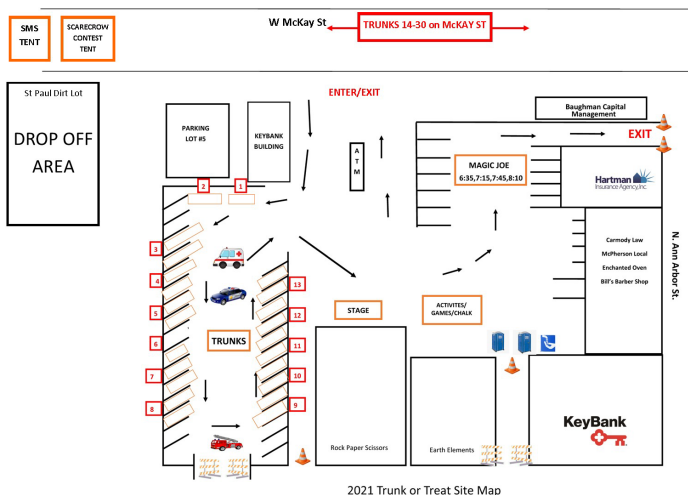 W McKay St
TRUNKS 14-30 on McKAY ST
SMS
TENT
SCARECROW
CONTEST
TENT
St Paul Dirt Lot
DROP OFF
AREA
ENTER/EXIT
PARKING
LOT #5
KEYBANK
BUILDING
ATM
Baughman Capital
Management
EXIT
MAGIC JOE
6:35,7:15,7:45,8:10
Hartman
Insurance Agency,Inc
N. Ann Arbor St.
Carmody Law
McPherson Local
Enchanted Oven
Bill's Barber Shop
2
1
3
4
5
6
7
8
13
12
11
10
9
TRUNKS
STAGE
ACTIVITES/
GAMES/CHALK
Rock Paper Scissors
Earth Elements
KeyBank
2021 Trunk or Treat Site Map